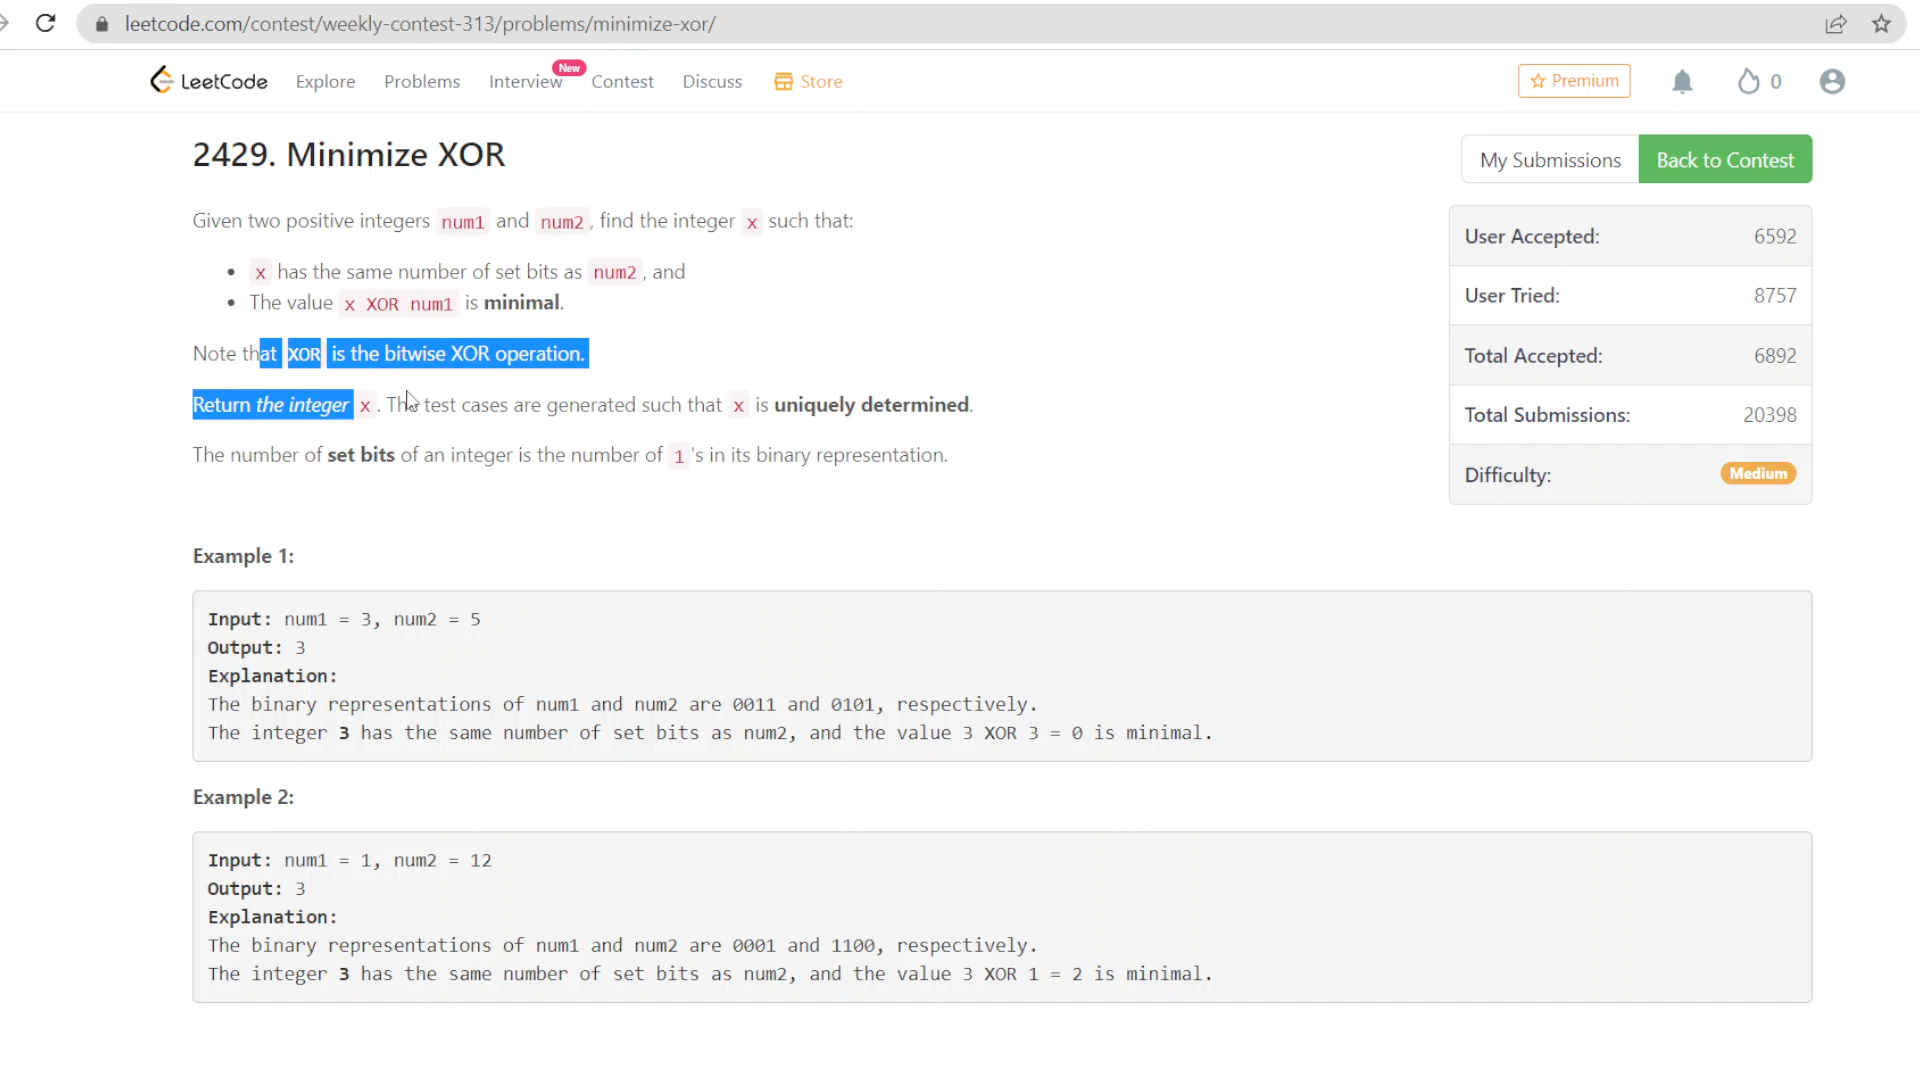 leetcode.com/contest/weekly-contest-313/problems/minimize-xor/
LeetCode Explore Problems Interview New Contest Discuss Store Premium 0
2429. Minimize XOR
My Submissions Back to Contest
Given two positive integers num1 and num2, find the integer x such that:
x has the same number of set bits as num2, and
The value x XOR num1 is minimal.
Note that XOR is the bitwise XOR operation.
Return the integer x. The test cases are generated such that x is uniquely determined.
The number of set bits of an integer is the number of 1's in its binary representation.
User Accepted: 6592
User Tried: 8757
Total Accepted: 6892
Total Submissions: 20398
Difficulty: Medium
Example 1:
Input: num1 = 3, num2 = 5
Output: 3
Explanation:
The binary representations of num1 and num2 are 0011 and 0101, respectively.
The integer 3 has the same number of set bits as num2, and the value 3 XOR 3 = 0 is minimal.
Example 2:
Input: num1 = 1, num2 = 12
Output: 3
Explanation:
The binary representations of num1 and num2 are 0001 and 1100, respectively.
The integer 3 has the same number of set bits as num2, and the value 3 XOR 1 = 2 is minimal.